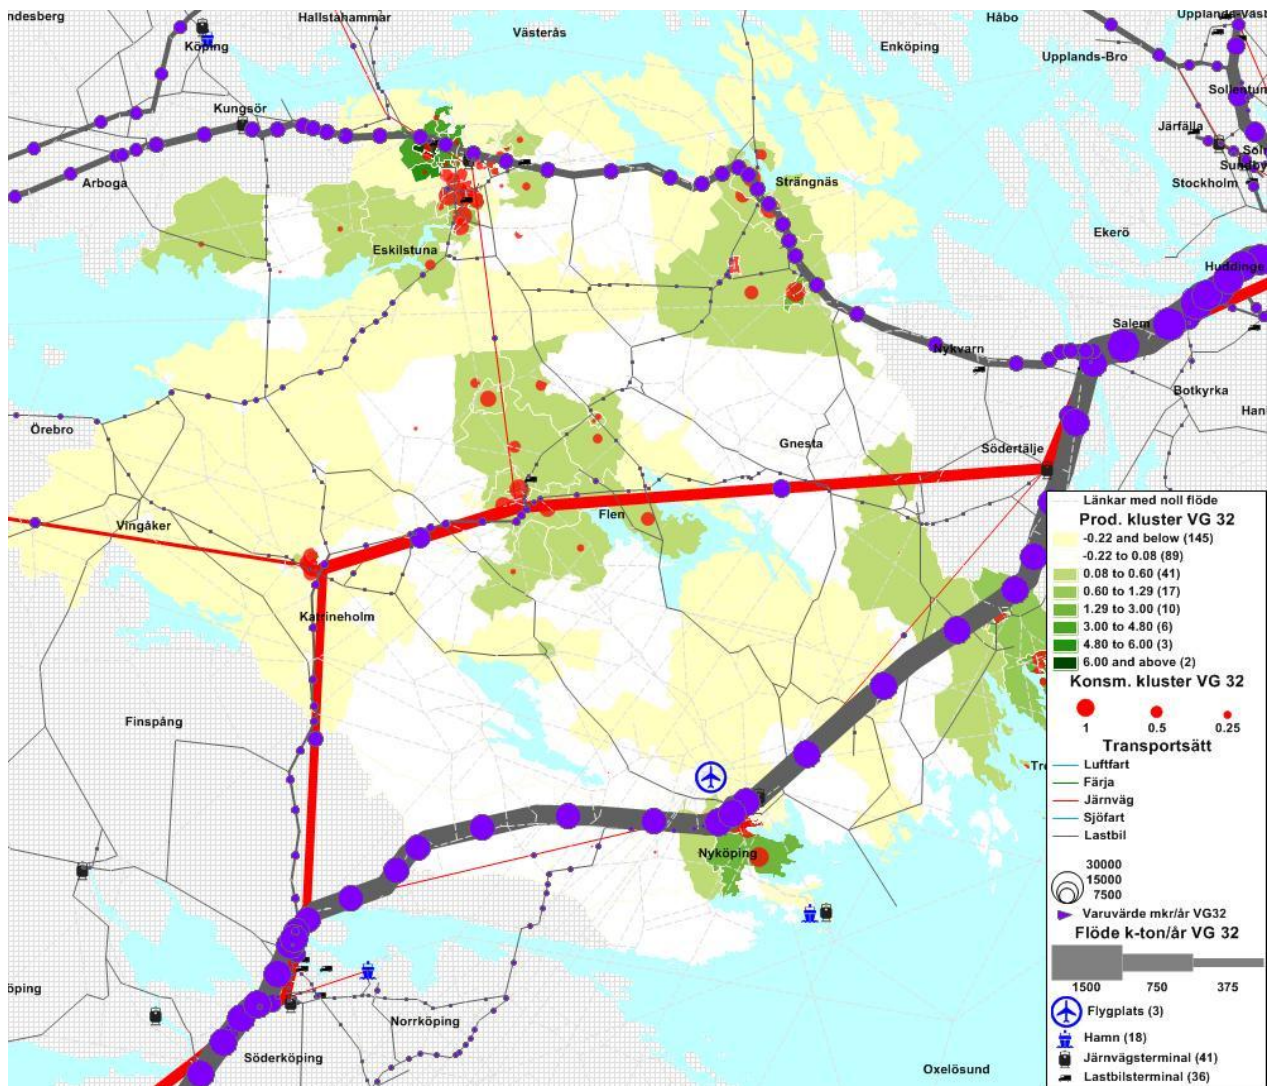 ndesberg
Hallstahammar
Västerås
Håbo
Köping
Enköping
Upplands-Bro
Kungsör
Järfälla
Arboga
Strängnäs
Stockholm
Ekerö
Eskilstuna
Huddinge
Salem
Nykvarn
Botkyrka
Örebro
Gnesta
Södertälje
Vingåker
Flen
Katrineholm
Finspång
Nyköping
öping
Norrköping
Söderköping
Oxelösund
Länkar med noll flöde
Prod. kluster VG 32
-0.22 and below (145)
-0.22 to 0.08 (89)
0.08 to 0.60 (41)
0.60 to 1.29 (17)
1.29 to 3.00 (10)
3.00 to 4.80 (6)
4.80 to 6.00 (3)
6.00 and above (2)
Konsm. kluster VG 32
1 0.5 0.25
Transportsätt
Luftfart
Färja
Järnväg
Sjöfart
Lastbil
30000
15000
7500
Varuvärde mkr/år VG32
Flöde k-ton/år VG 32
1500 750 375
Flygplats (3)
Hamn (18)
Järnvägsterminal (41)
Lastbilsterminal (36)